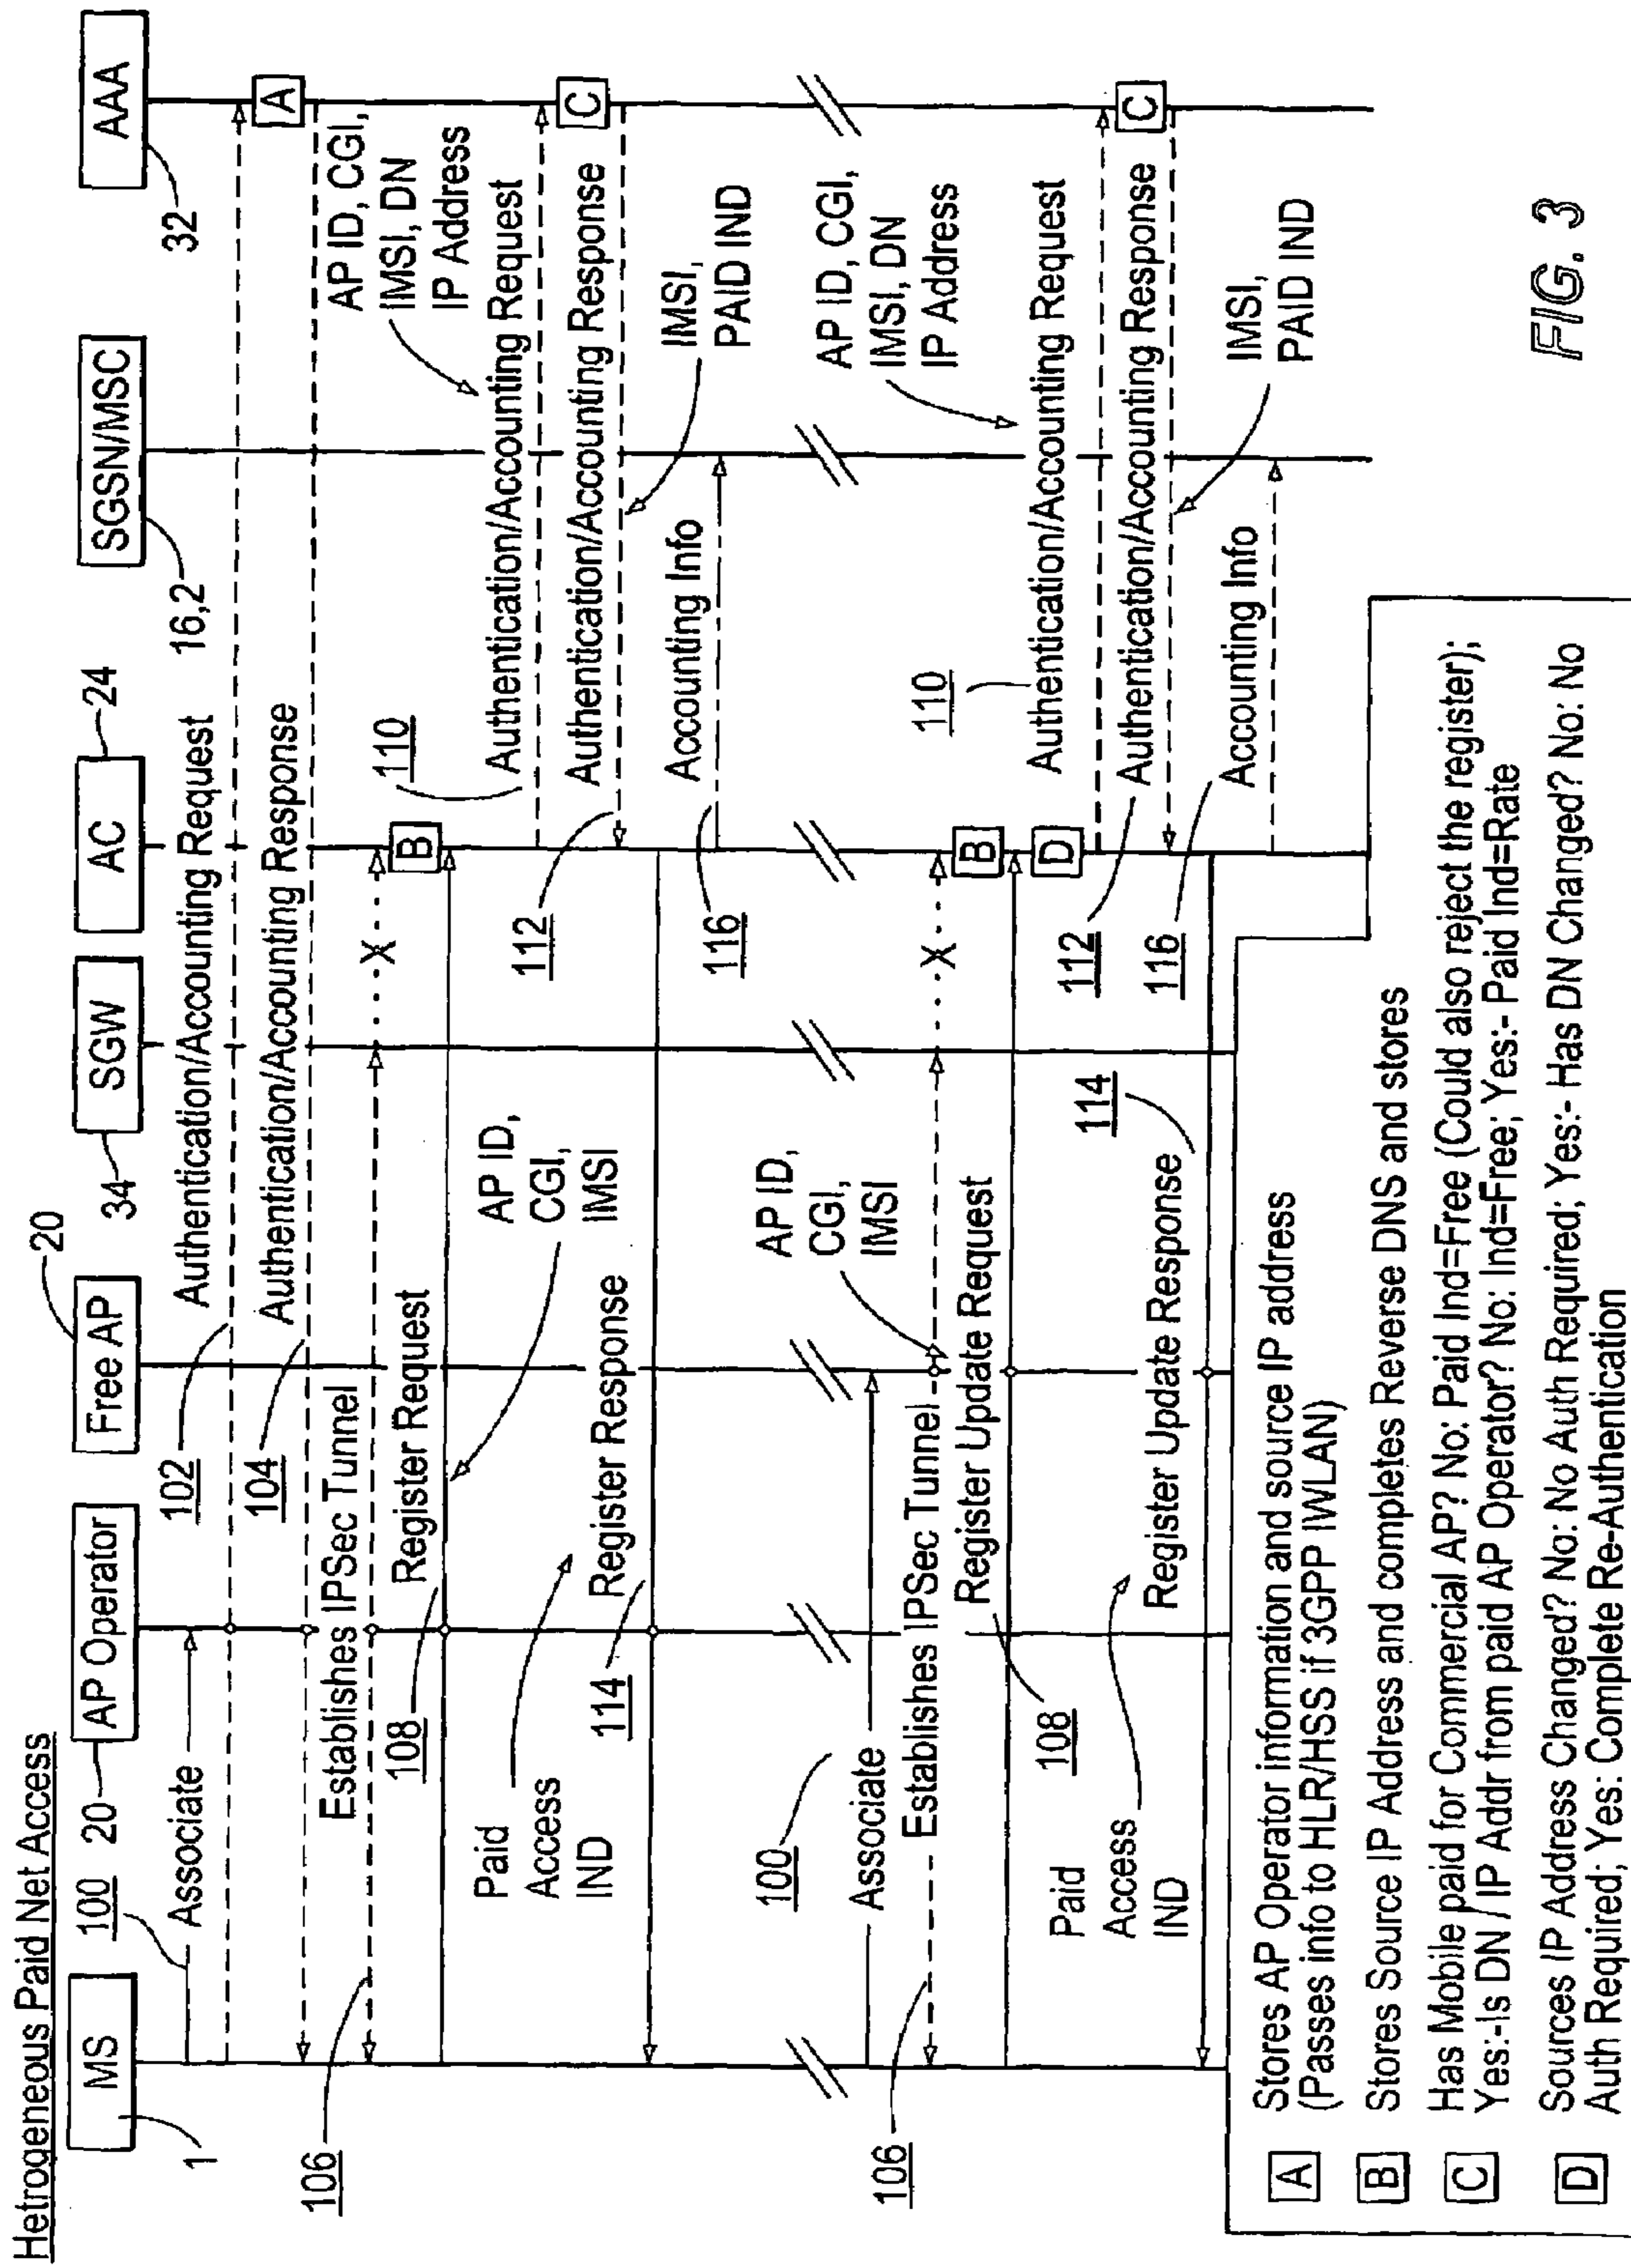 Hetrogeneous Paid Net Access
MS
AP Operator
Free AP
SGW
AC
SGSN/MSC
AAA
1
100
20
20
34
24
16,2
32
Associate
102
Authentication/Accounting Request
A
104
Authentication/Accounting Response
106
Establishes IPSec Tunnel
X
B
AP ID, CGI,
IMSI, DN
IP Address
108
Register Request
AP ID,
CGI,
IMSI
110
Authentication/Accounting Request
C
112
Authentication/Accounting Response
IMSI,
PAID IND
Paid
Access
IND
114
Register Response
116
Accounting Info
100
Associate
106
Establishes IPSec Tunnel
X
B
AP ID,
CGI,
IMSI
AP ID, CGI,
IMSI, DN
IP Address
108
Register Update Request
D
110
Authentication/Accounting Request
C
112
Authentication/Accounting Response
IMSI,
PAID IND
Paid
Access
IND
114
Register Update Response
116
Accounting Info
A Stores AP Operator information and source IP address
(Passes info to HLR/HSS if 3GPP IWLAN)
B Stores Source IP Address and completes Reverse DNS and stores
C Has Mobile paid for Commercial AP? No: Paid Ind=Free (Could also reject the register);
Yes:-Is DN / IP Addr from paid AP Operator? No: Ind=Free; Yes:- Paid Ind=Rate
D Sources IP Address Changed? No: No Auth Required; Yes:- Has DN Changed? No: No
Auth Required; Yes: Complete Re-Authentication
FIG. 3